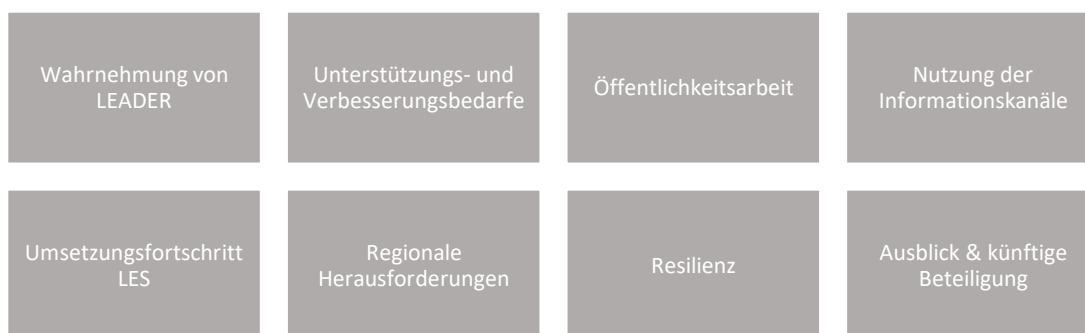 Wahrnehmung von
LEADER
Unterstützungs- und
Verbesserungsbedarfe
Öffentlichkeitsarbeit
Nutzung der
Informationskanäle
Umsetzungsfortschritt
LES
Regionale
Herausforderungen
Resilienz
Ausblick & künftige
Beteiligung